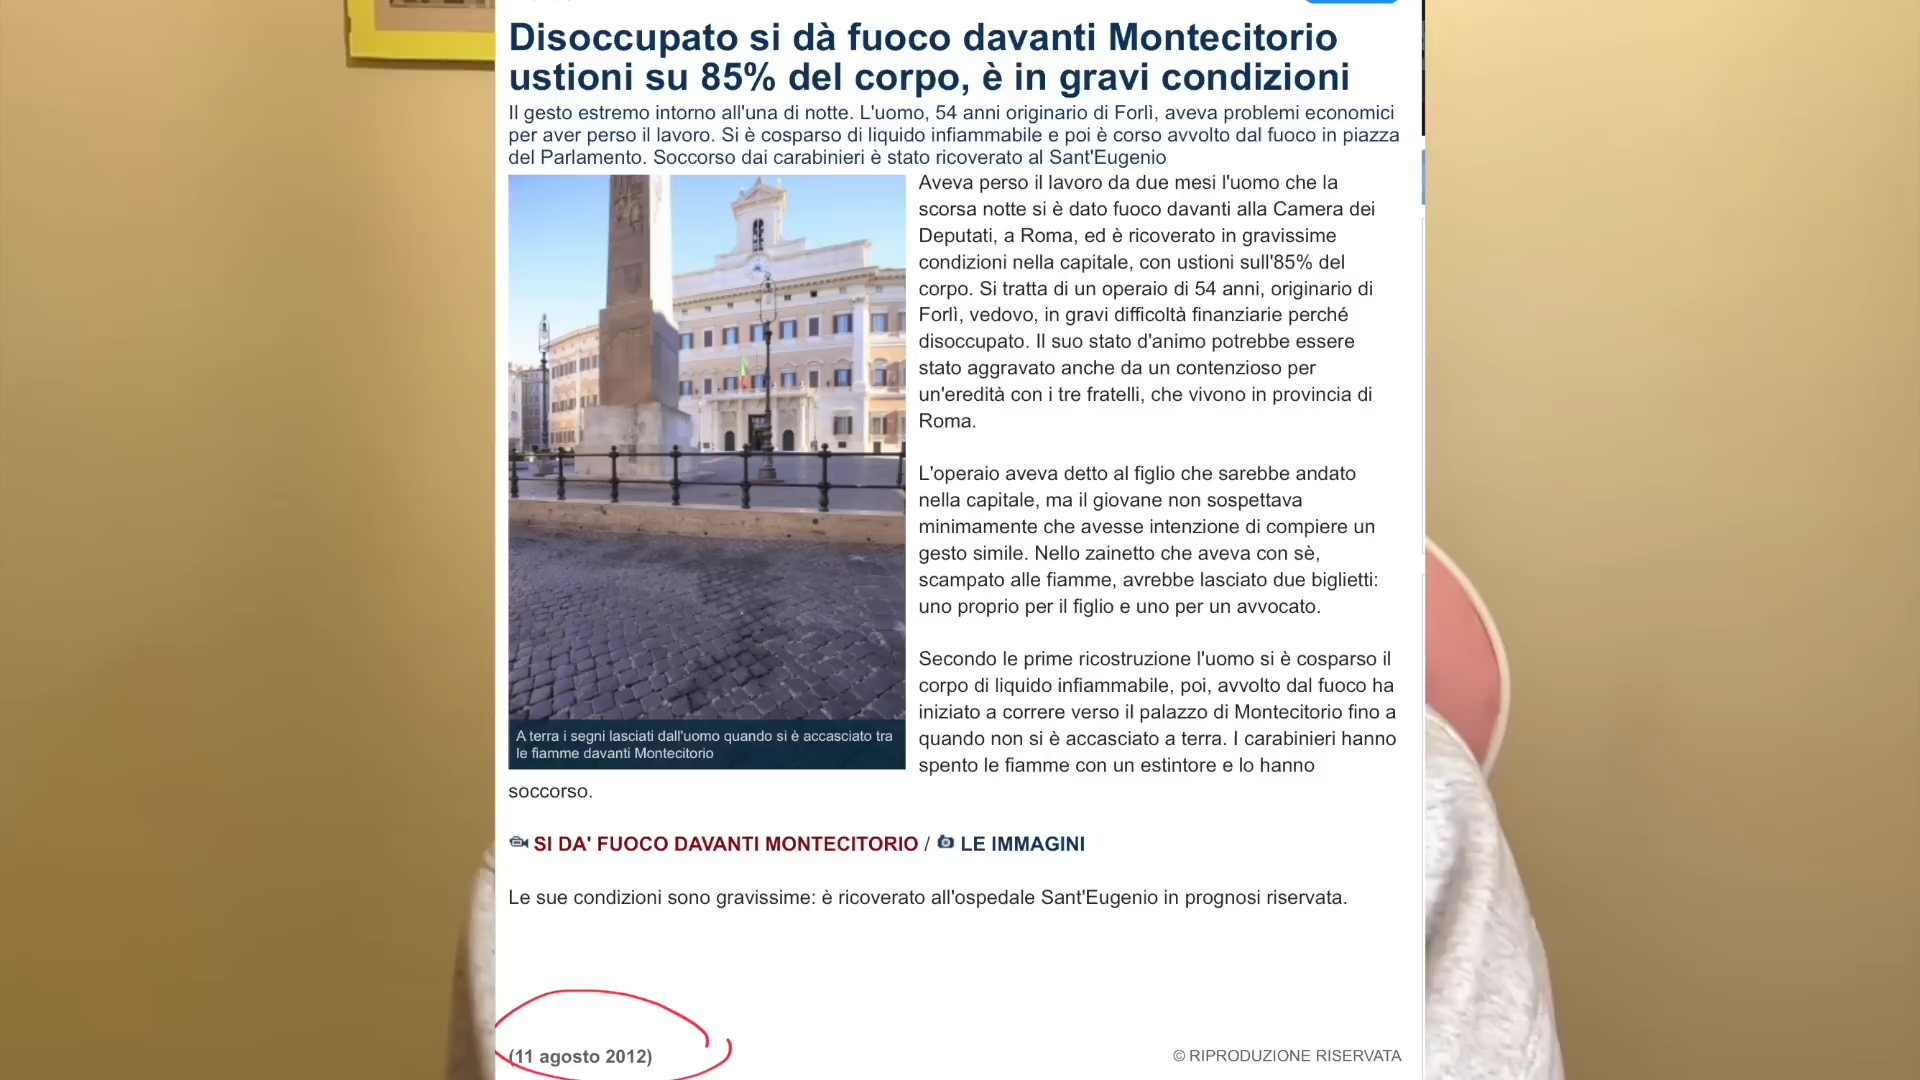 Disoccupato si dà fuoco davanti Montecitorio
ustioni su 85% del corpo, è in gravi condizioni
Il gesto estremo intorno all'una di notte. L'uomo, 54 anni originario di Forlì, aveva problemi economici
per aver perso il lavoro. Si è cosparso di liquido infiammabile e poi è corso avvolto dal fuoco in piazza
del Parlamento. Soccorso dai carabinieri è stato ricoverato al Sant'Eugenio
Aveva perso il lavoro da due mesi l'uomo che la
scorsa notte si è dato fuoco davanti alla Camera dei
Deputati, a Roma, ed è ricoverato in gravissime
condizioni nella capitale, con ustioni sull'85% del
corpo. Si tratta di un operaio di 54 anni, originario di
Forlì, vedovo, in gravi difficoltà finanziarie perché
disoccupato. Il suo stato d'animo potrebbe essere
stato aggravato anche da un contenzioso per
un'eredità con i tre fratelli, che vivono in provincia di
Roma.
L'operaio aveva detto al figlio che sarebbe andato
nella capitale, ma il giovane non sospettava
minimamente che avesse intenzione di compiere un
gesto simile. Nello zainetto che aveva con sè,
scampato alle fiamme, avrebbe lasciato due biglietti:
uno proprio per il figlio e uno per un avvocato.
Secondo le prime ricostruzione l'uomo si è cosparso il
corpo di liquido infiammabile, poi, avvolto dal fuoco ha
iniziato a correre verso il palazzo di Montecitorio fino a
quando non si è accasciato a terra. I carabinieri hanno
spento le fiamme con un estintore e lo hanno
soccorso.
A terra i segni lasciati dall'uomo quando si è accasciato tra
le fiamme davanti Montecitorio
SI DA' FUOCO DAVANTI MONTECITORIO / LE IMMAGINI
Le sue condizioni sono gravissime: è ricoverato all'ospedale Sant'Eugenio in prognosi riservata.
(11 agosto 2012)
© RIPRODUZIONE RISERVATA